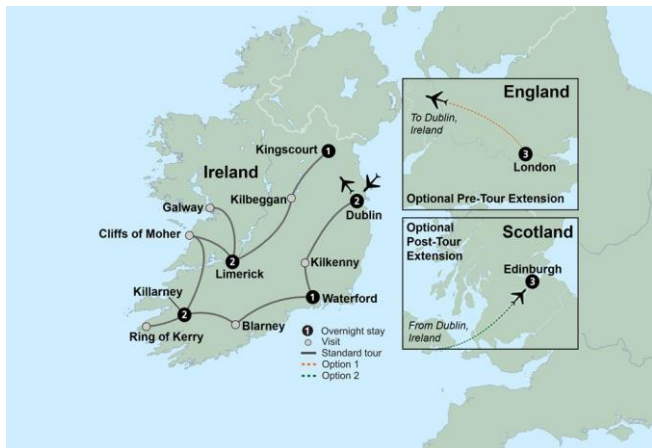 Kingscourt
1
Ireland
Kilbeggan
Galway
2
Dublin
Cliffs of Moher
2
Limerick
Kilkenny
Killarney
2
1
Waterford
Ring of Kerry
Blarney
1 Overnight stay
Visit
Standard tour
Option 1
Option 2
England
To Dublin,
Ireland
3
London
Optional Pre-Tour Extension
Optional
Post-Tour
Extension
Scotland
Edinburgh
3
From Dublin,
Ireland